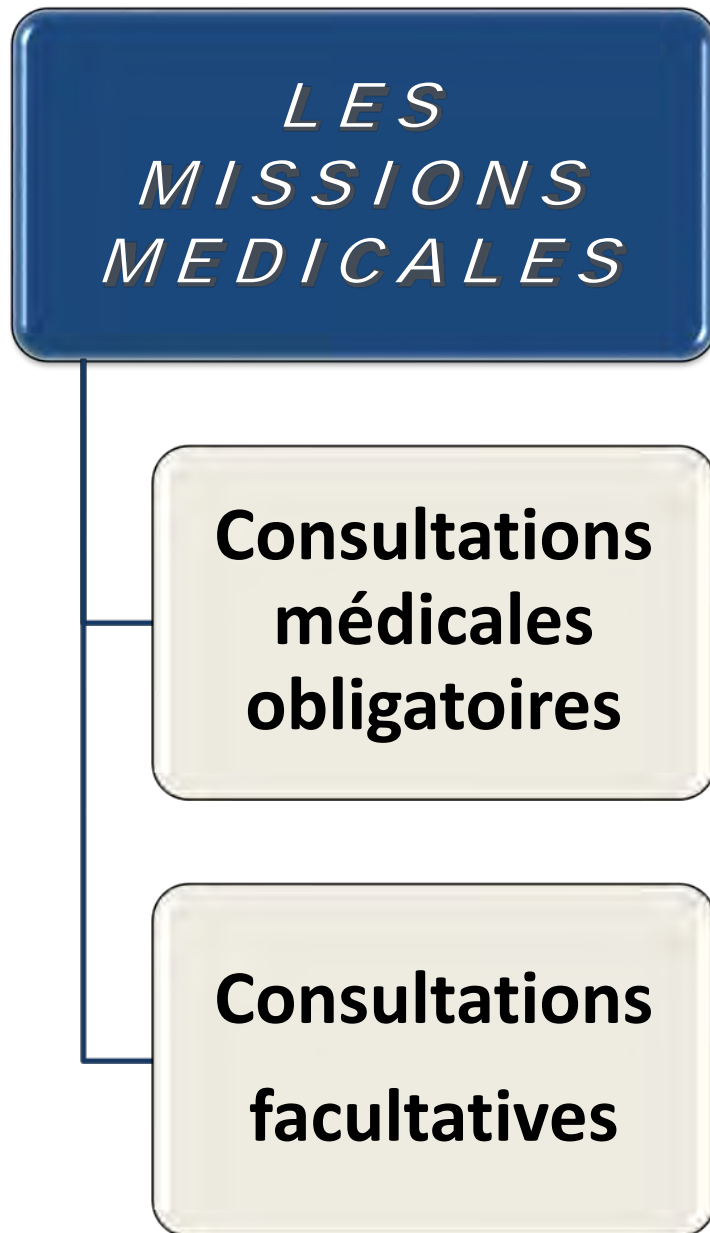 LES
MISSIONS
MEDICALES
Consultations
médicales
obligatoires
Consultations
facultatives